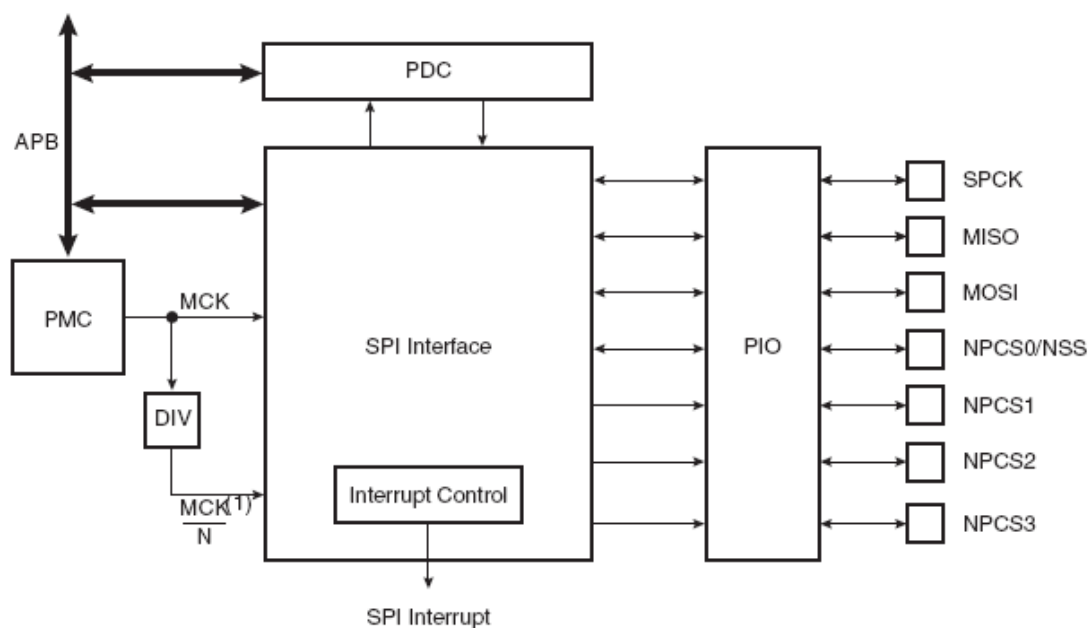 PDC
APB
SPCK
MISO
MCK
MOSI
PMC
SPI Interface
PIO
NPCS0/NSS
DIV
NPCS1
NPCS2
Interrupt Control
MCK(1)
N
NPCS3
SPI Interrupt